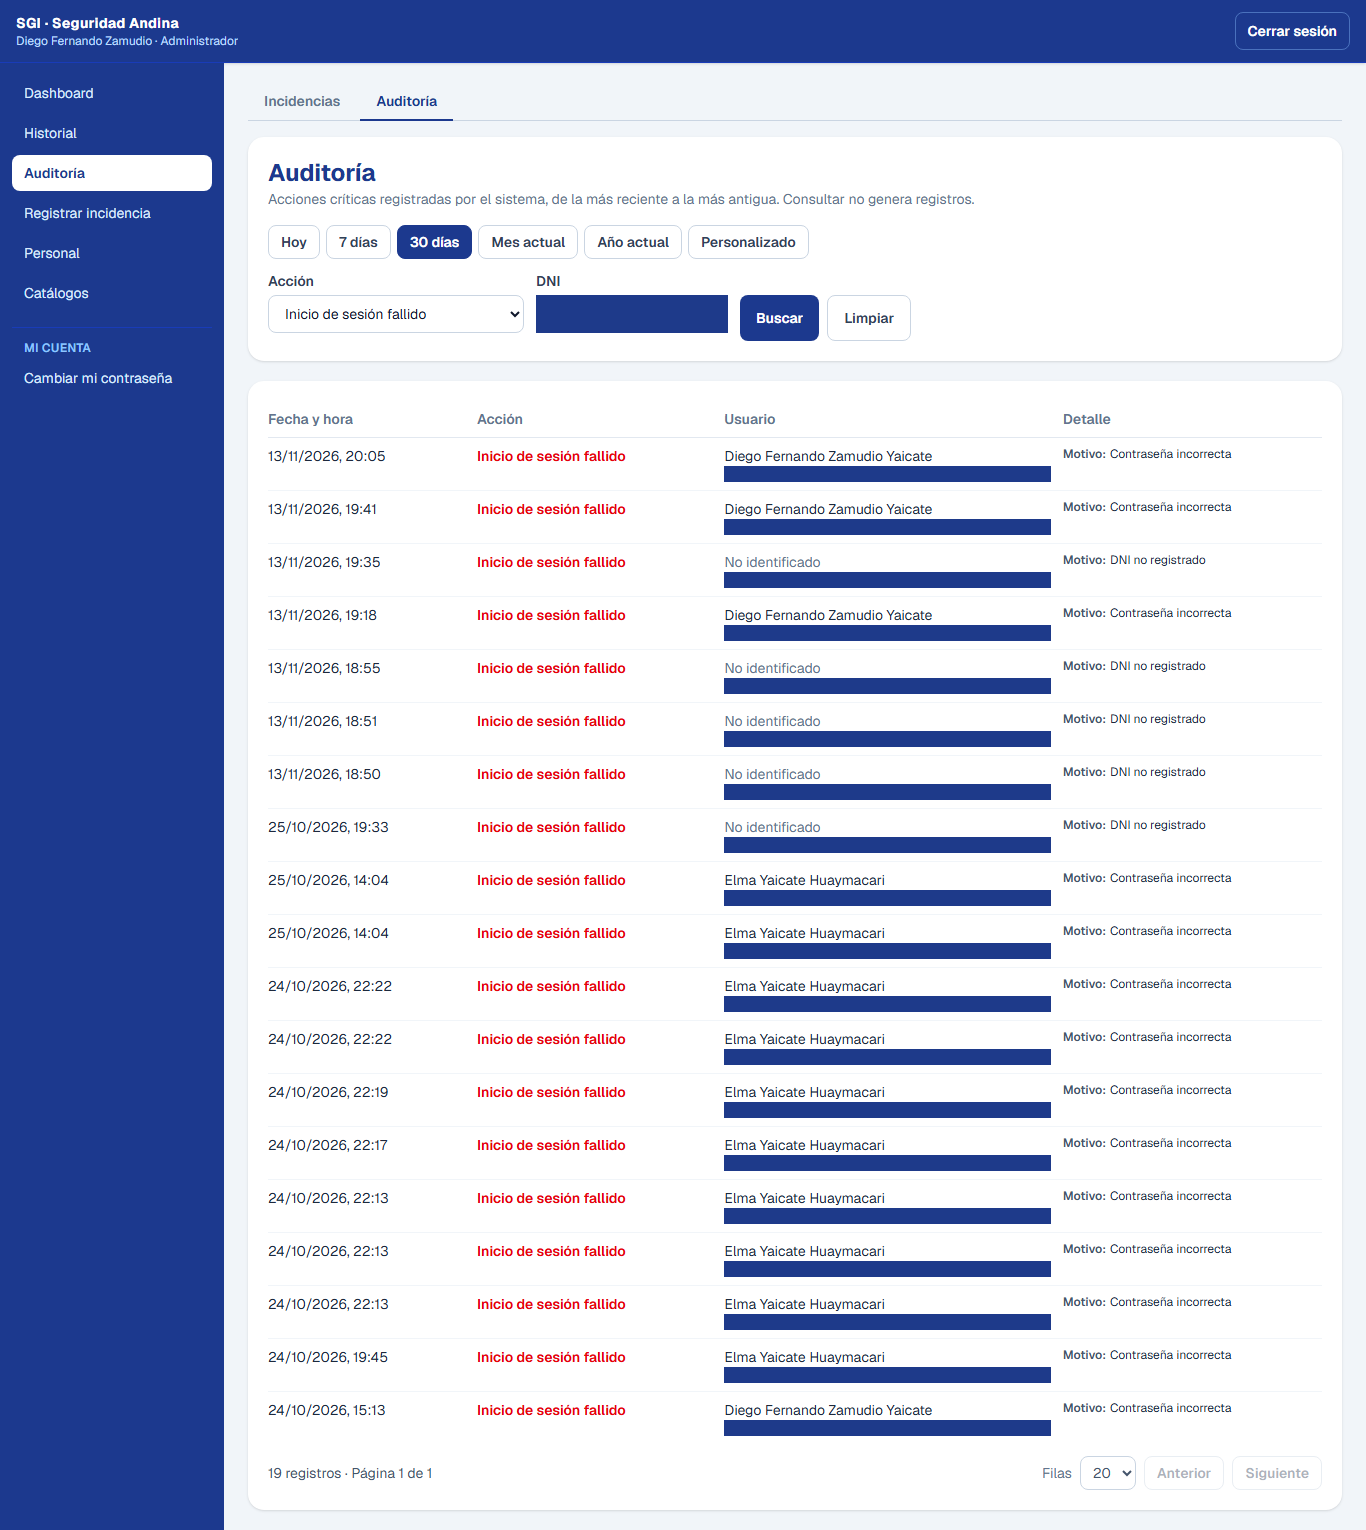 SGI · Seguridad Andina
Diego Fernando Zamudio · Administrador
Cerrar sesión
Dashboard
Historial
Auditoría
Registrar incidencia
Personal
Catálogos
MI CUENTA
Cambiar mi contraseña
Incidencias Auditoría
Auditoría
Acciones críticas registradas por el sistema, de la más reciente a la más antigua. Consultar no genera registros.
Hoy 7 días 30 días Mes actual Año actual Personalizado
Acción DNI
Inicio de sesión fallido Buscar Limpiar
Fecha y hora Acción Usuario Detalle
13/11/2026, 20:05 Inicio de sesión fallido Diego Fernando Zamudio Yaicate Motivo: Contraseña incorrecta
13/11/2026, 19:41 Inicio de sesión fallido Diego Fernando Zamudio Yaicate Motivo: Contraseña incorrecta
13/11/2026, 19:35 Inicio de sesión fallido No identificado Motivo: DNI no registrado
13/11/2026, 19:18 Inicio de sesión fallido Diego Fernando Zamudio Yaicate Motivo: Contraseña incorrecta
13/11/2026, 18:55 Inicio de sesión fallido No identificado Motivo: DNI no registrado
13/11/2026, 18:51 Inicio de sesión fallido No identificado Motivo: DNI no registrado
13/11/2026, 18:50 Inicio de sesión fallido No identificado Motivo: DNI no registrado
25/10/2026, 19:33 Inicio de sesión fallido No identificado Motivo: DNI no registrado
25/10/2026, 14:04 Inicio de sesión fallido Elma Yaicate Huaymacari Motivo: Contraseña incorrecta
25/10/2026, 14:04 Inicio de sesión fallido Elma Yaicate Huaymacari Motivo: Contraseña incorrecta
24/10/2026, 22:22 Inicio de sesión fallido Elma Yaicate Huaymacari Motivo: Contraseña incorrecta
24/10/2026, 22:22 Inicio de sesión fallido Elma Yaicate Huaymacari Motivo: Contraseña incorrecta
24/10/2026, 22:19 Inicio de sesión fallido Elma Yaicate Huaymacari Motivo: Contraseña incorrecta
24/10/2026, 22:17 Inicio de sesión fallido Elma Yaicate Huaymacari Motivo: Contraseña incorrecta
24/10/2026, 22:13 Inicio de sesión fallido Elma Yaicate Huaymacari Motivo: Contraseña incorrecta
24/10/2026, 22:13 Inicio de sesión fallido Elma Yaicate Huaymacari Motivo: Contraseña incorrecta
24/10/2026, 22:13 Inicio de sesión fallido Elma Yaicate Huaymacari Motivo: Contraseña incorrecta
24/10/2026, 19:45 Inicio de sesión fallido Elma Yaicate Huaymacari Motivo: Contraseña incorrecta
24/10/2026, 15:13 Inicio de sesión fallido Diego Fernando Zamudio Yaicate Motivo: Contraseña incorrecta
19 registros · Página 1 de 1 Filas 20 Anterior Siguiente